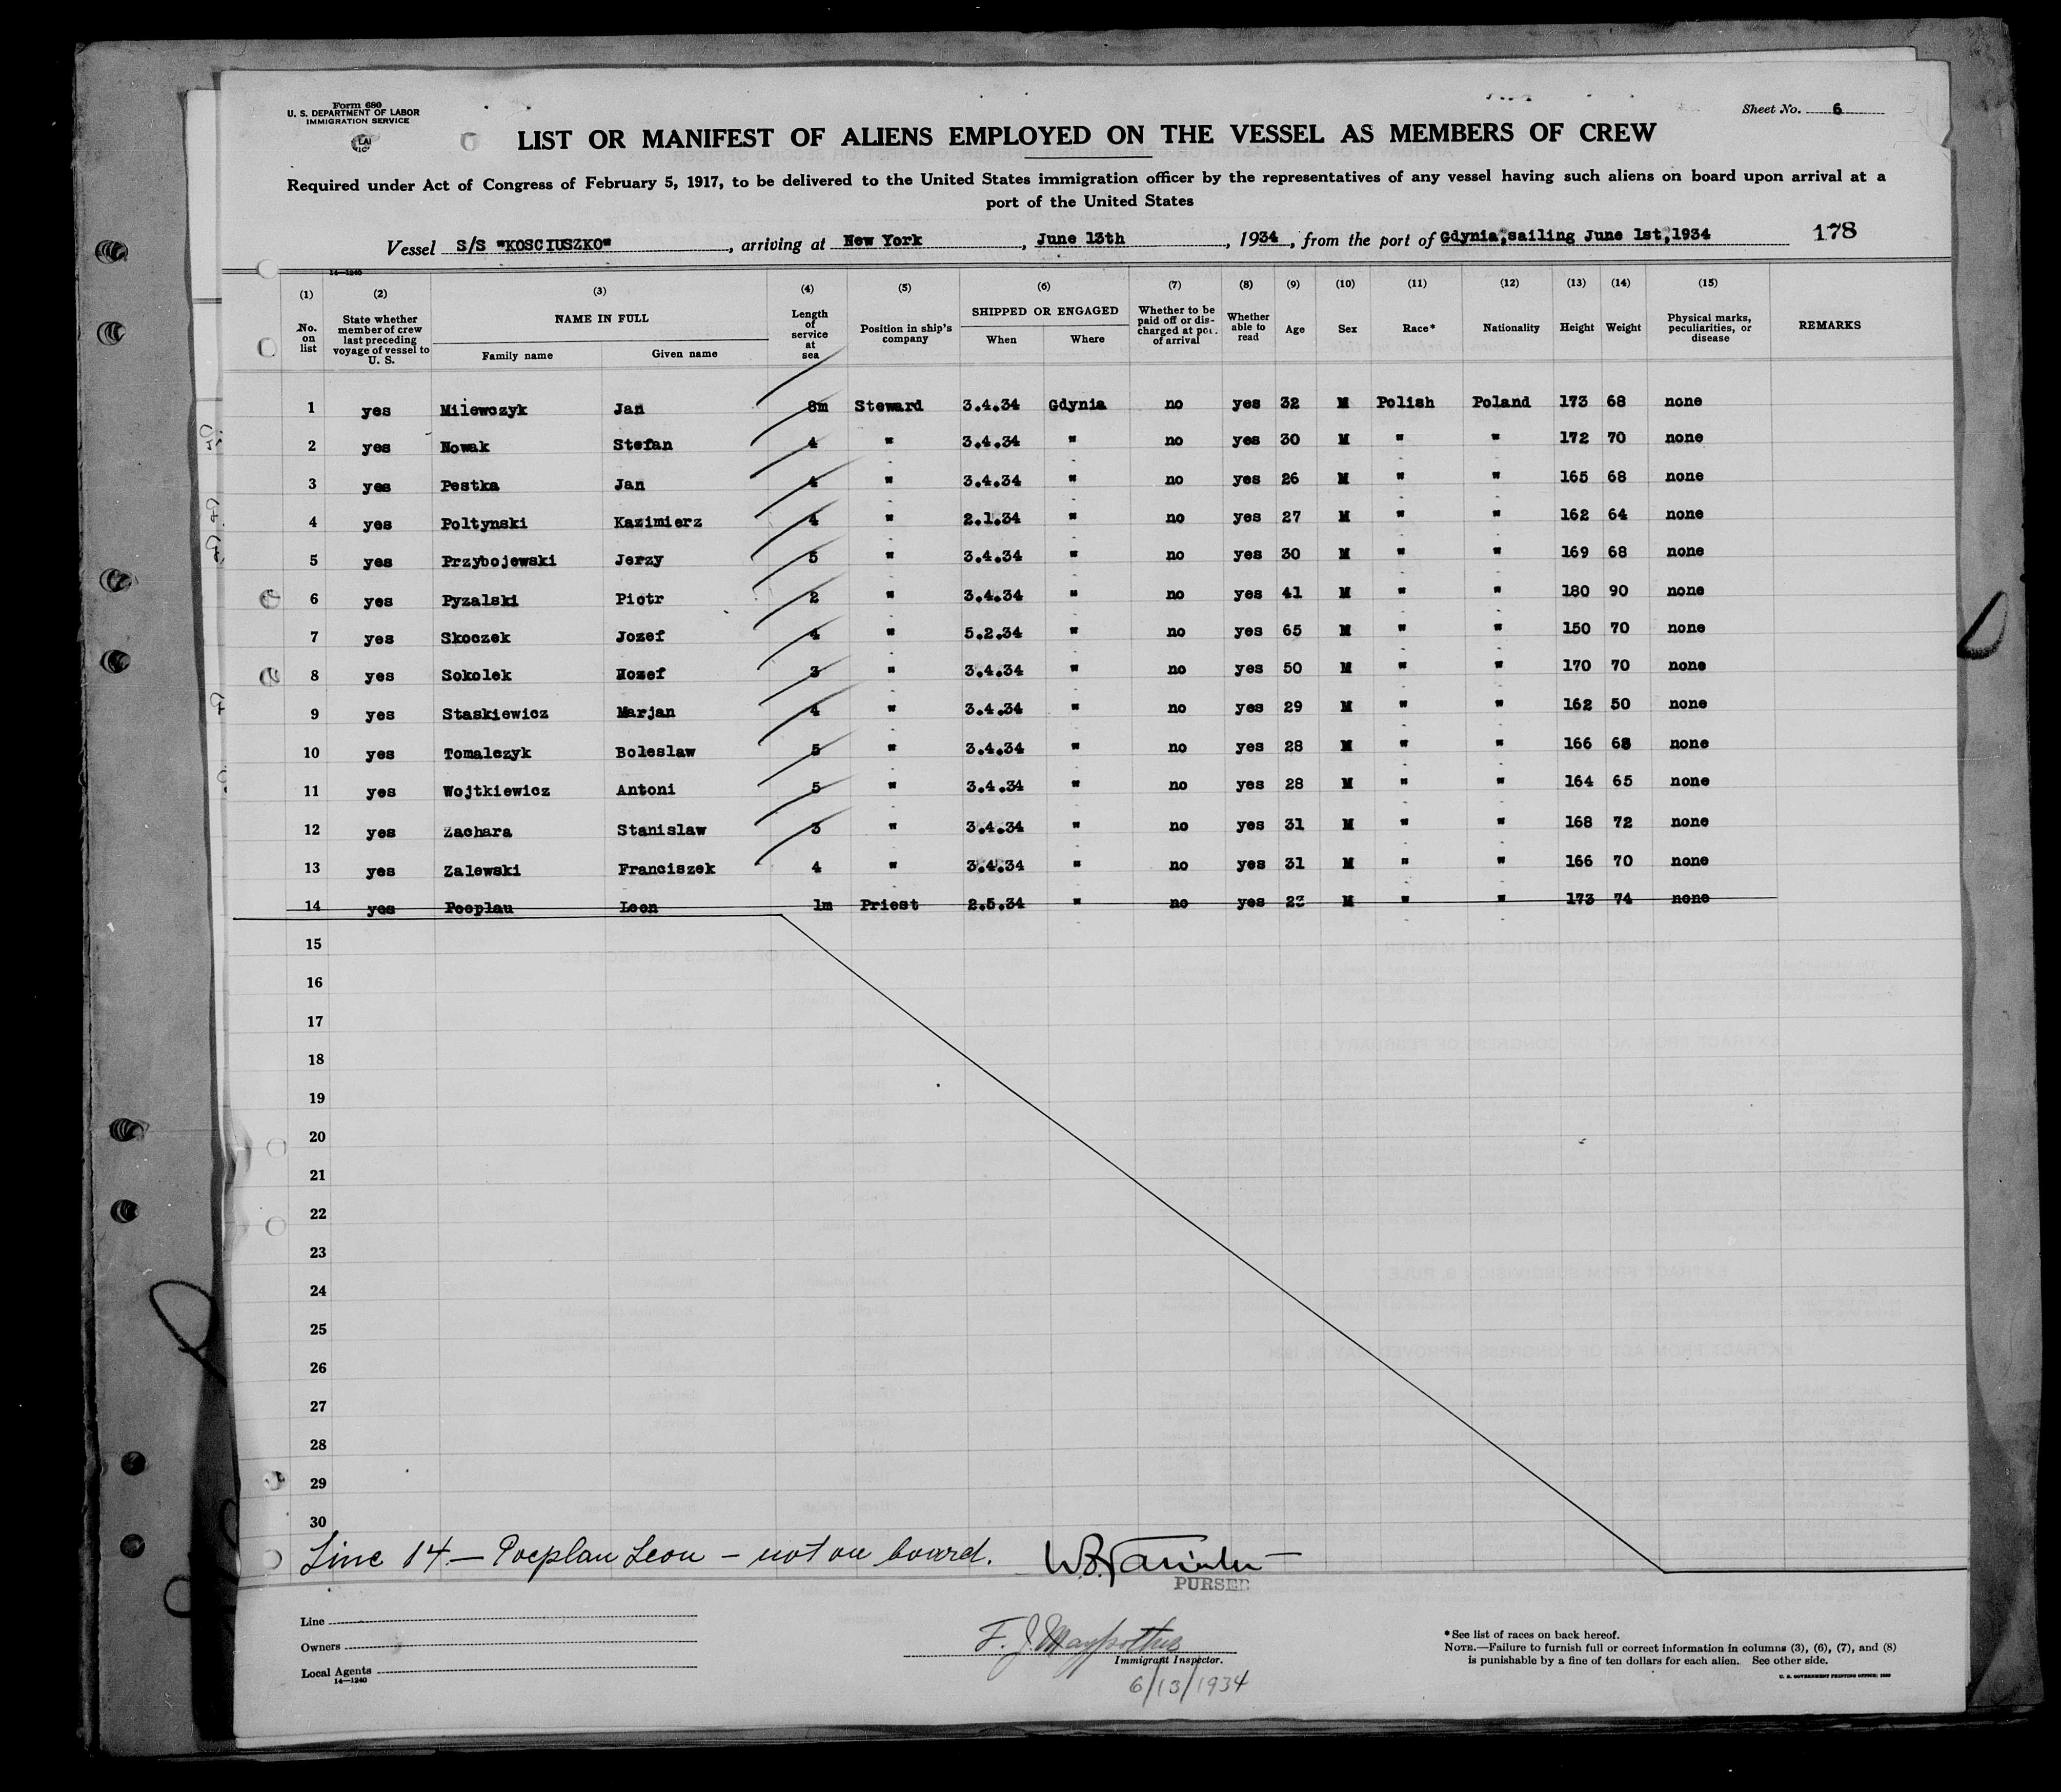 Form 680
U. S. DEPARTMENT OF LABOR
IMMIGRATION SERVICE
Sheet No. 6
LIST OR MANIFEST OF ALIENS EMPLOYED ON THE VESSEL AS MEMBERS OF CREW
Required under Act of Congress of February 5, 1917, to be delivered to the United States immigration officer by the representatives of any vessel having such aliens on board upon arrival at a
port of the United States
Vessel S/S "KOSCIUSZKO", arriving at New York, June 13th, 1934, from the port of Gdynia, sailing June 1st, 1934 178
14—1240
(1) No. on list
(2) State whether member of crew last preceding voyage of vessel to U. S.
(3) NAME IN FULL
Family name Given name
(4) Length of service at sea
(5) Position in ship's company
(6) SHIPPED OR ENGAGED
When Where
(7) Whether to be paid off or discharged at port of arrival
(8) Whether able to read
(9) Age
(10) Sex
(11) Race*
(12) Nationality
(13) Height
(14) Weight
(15) Physical marks, peculiarities, or disease
REMARKS
1 yes Milewczyk Jan 8m Steward 3.4.34 Gdynia no yes 32 M Polish Poland 173 68 none
2 yes Nowak Stefan 4 " 3.4.34 " no yes 30 M " " 172 70 none
3 yes Pestka Jan 4 " 3.4.34 " no yes 26 M " " 165 68 none
4 yes Poltynski Kazimierz 4 " 2.1.34 " no yes 27 M " " 162 64 none
5 yes Przybojewski Jerzy 5 " 3.4.34 " no yes 30 M " " 169 68 none
6 yes Pyzalski Piotr 2 " 3.4.34 " no yes 41 M " " 180 90 none
7 yes Skoczek Jozef 4 " 5.2.34 " no yes 65 M " " 150 70 none
8 yes Sokolek Hozef 3 " 3.4.34 " no yes 50 M " " 170 70 none
9 yes Staskiewicz Marjan 4 " 3.4.34 " no yes 29 M " " 162 50 none
10 yes Tomalczyk Boleslaw 5 " 3.4.34 " no yes 28 M " " 166 68 none
11 yes Wojtkiewicz Antoni 5 " 3.4.34 " no yes 28 M " " 164 65 none
12 yes Zachara Stanislaw 3 " 3.4.34 " no yes 31 M " " 168 72 none
13 yes Zalewski Franciszek 4 " 3.4.34 " no yes 31 M " " 166 70 none
14 yes Poeplau Leon 1m Priest 2.5.34 " no yes 23 M " " 173 74 none
15
16
17
18
19
20
21
22
23
24
25
26
27
28
29
30
Line 14 — Poeplau Leon — not on board.
PURSER
Line
Owners
Local Agents
14—1240
F. J.
Immigrant Inspector.
6/13/1934
*See list of races on back hereof.
NOTE.—Failure to furnish full or correct information in columns (3), (6), (7), and (8)
is punishable by a fine of ten dollars for each alien. See other side.
U. S. GOVERNMENT PRINTING OFFICE: